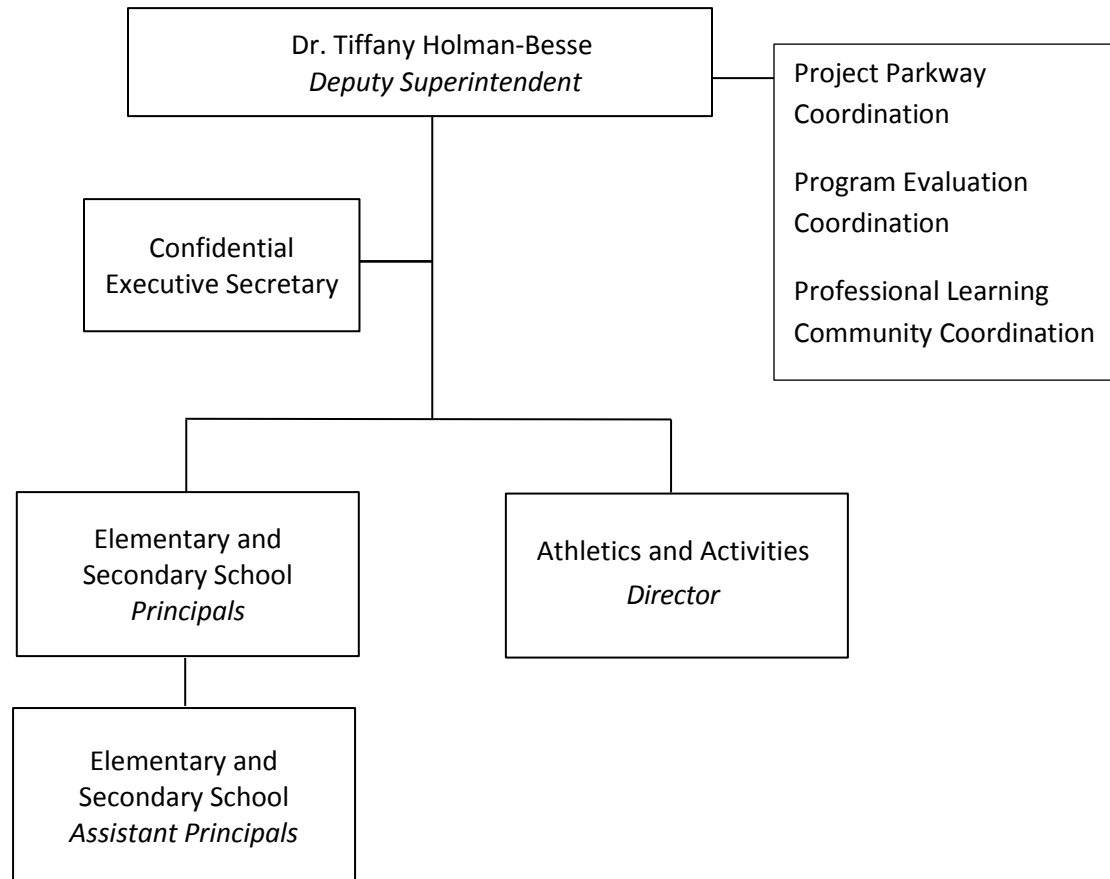 Dr. Tiffany Holman-Besse
Deputy Superintendent
Project Parkway
Coordination
Program Evaluation
Coordination
Professional Learning
Community Coordination
Confidential
Executive Secretary
Elementary and
Secondary School
Principals
Athletics and Activities
Director
Elementary and
Secondary School
Assistant Principals